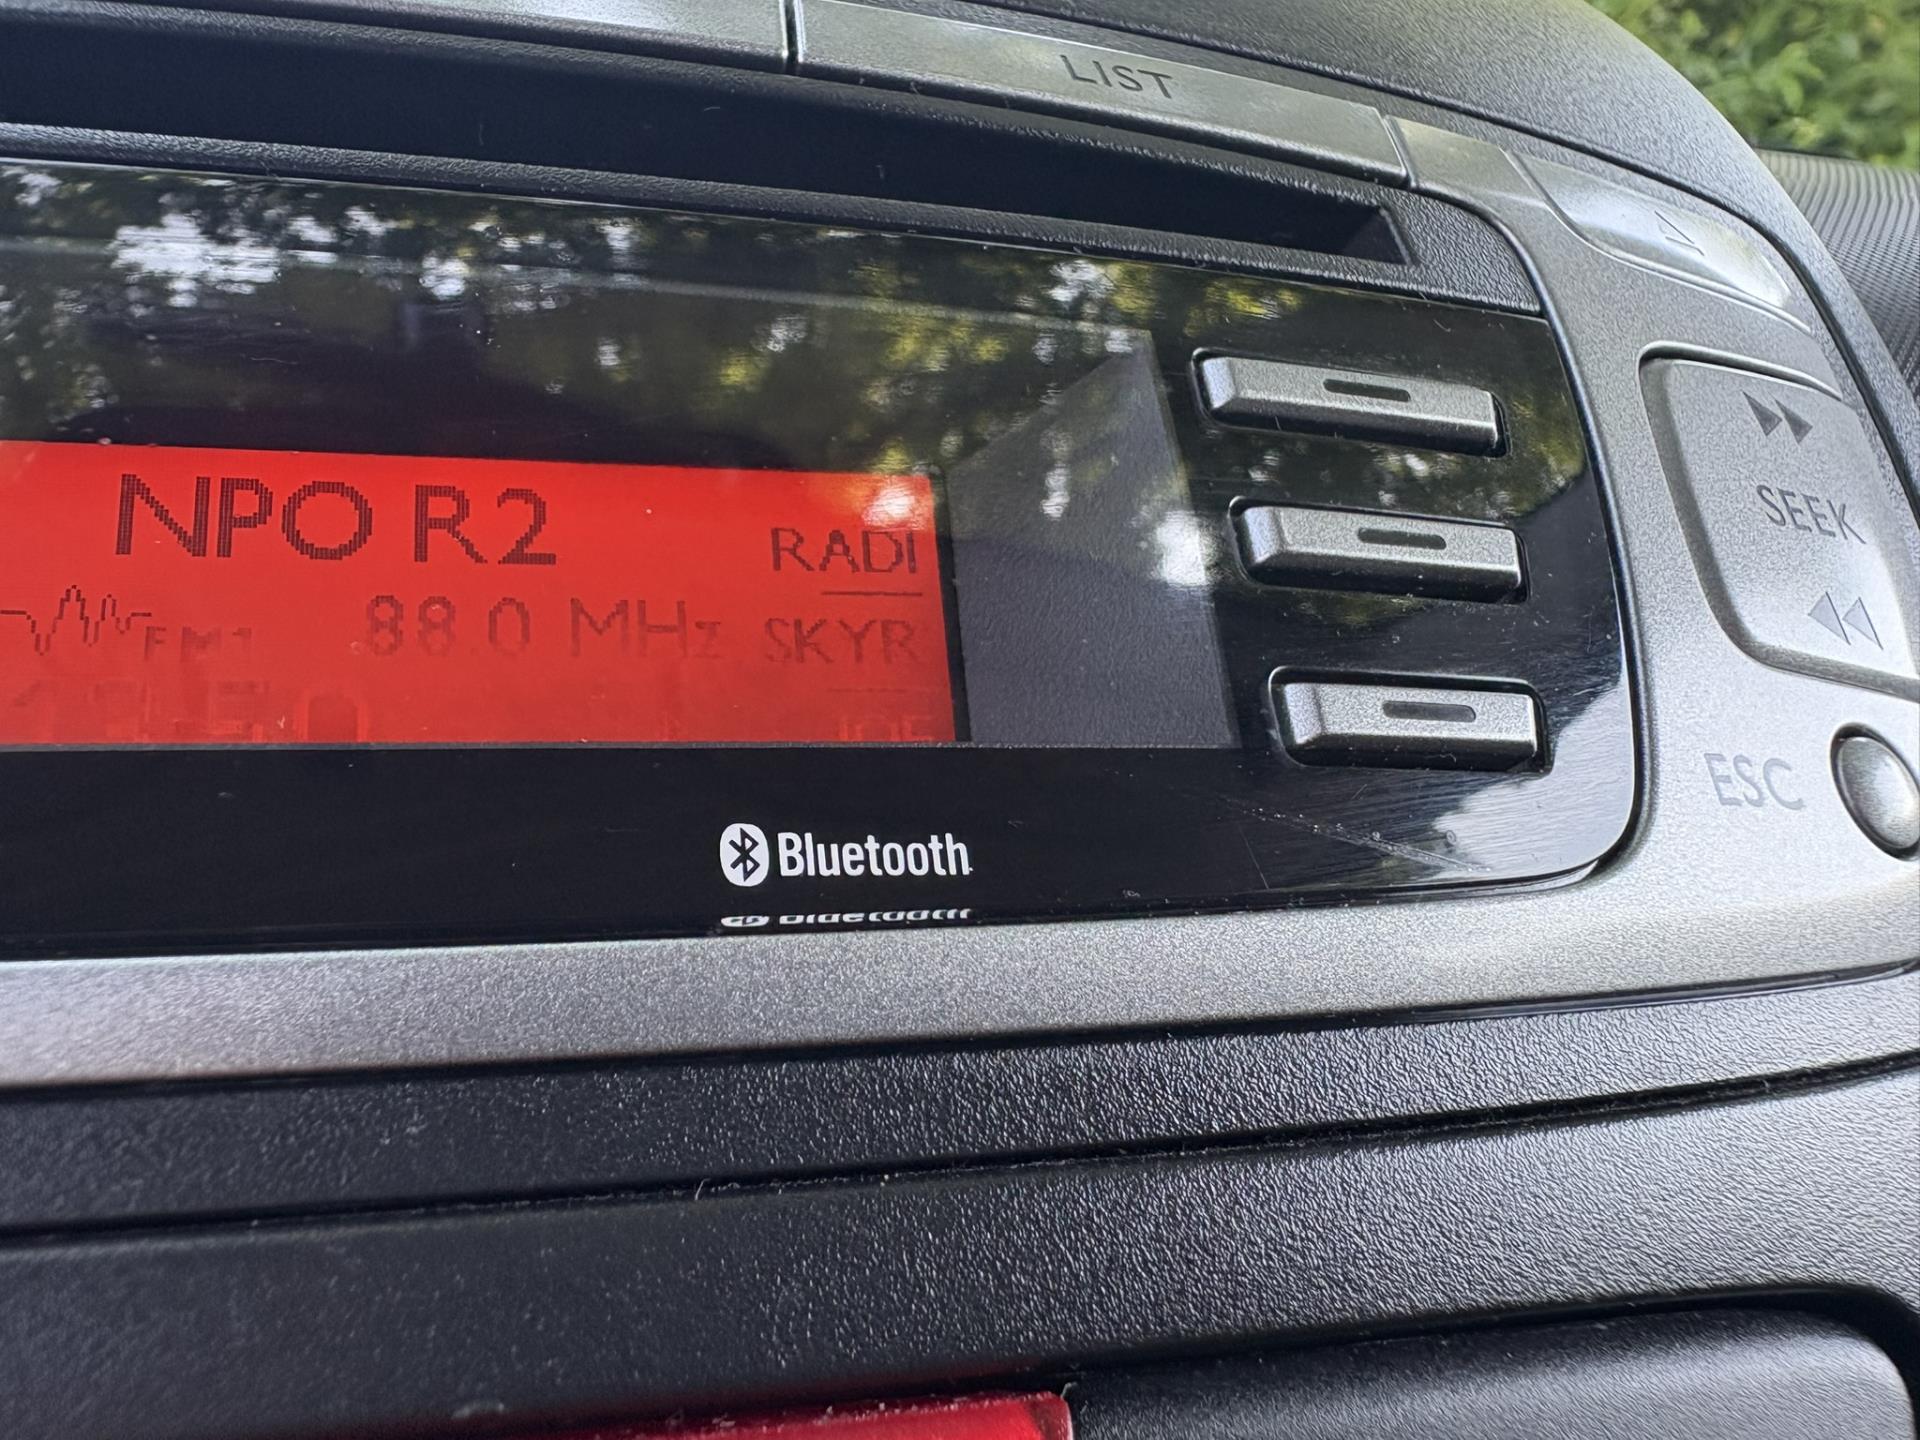 LIST
NPO R2
RADI
FM1 88.0 MHz SKYR
SEEK
ESC
Bluetooth